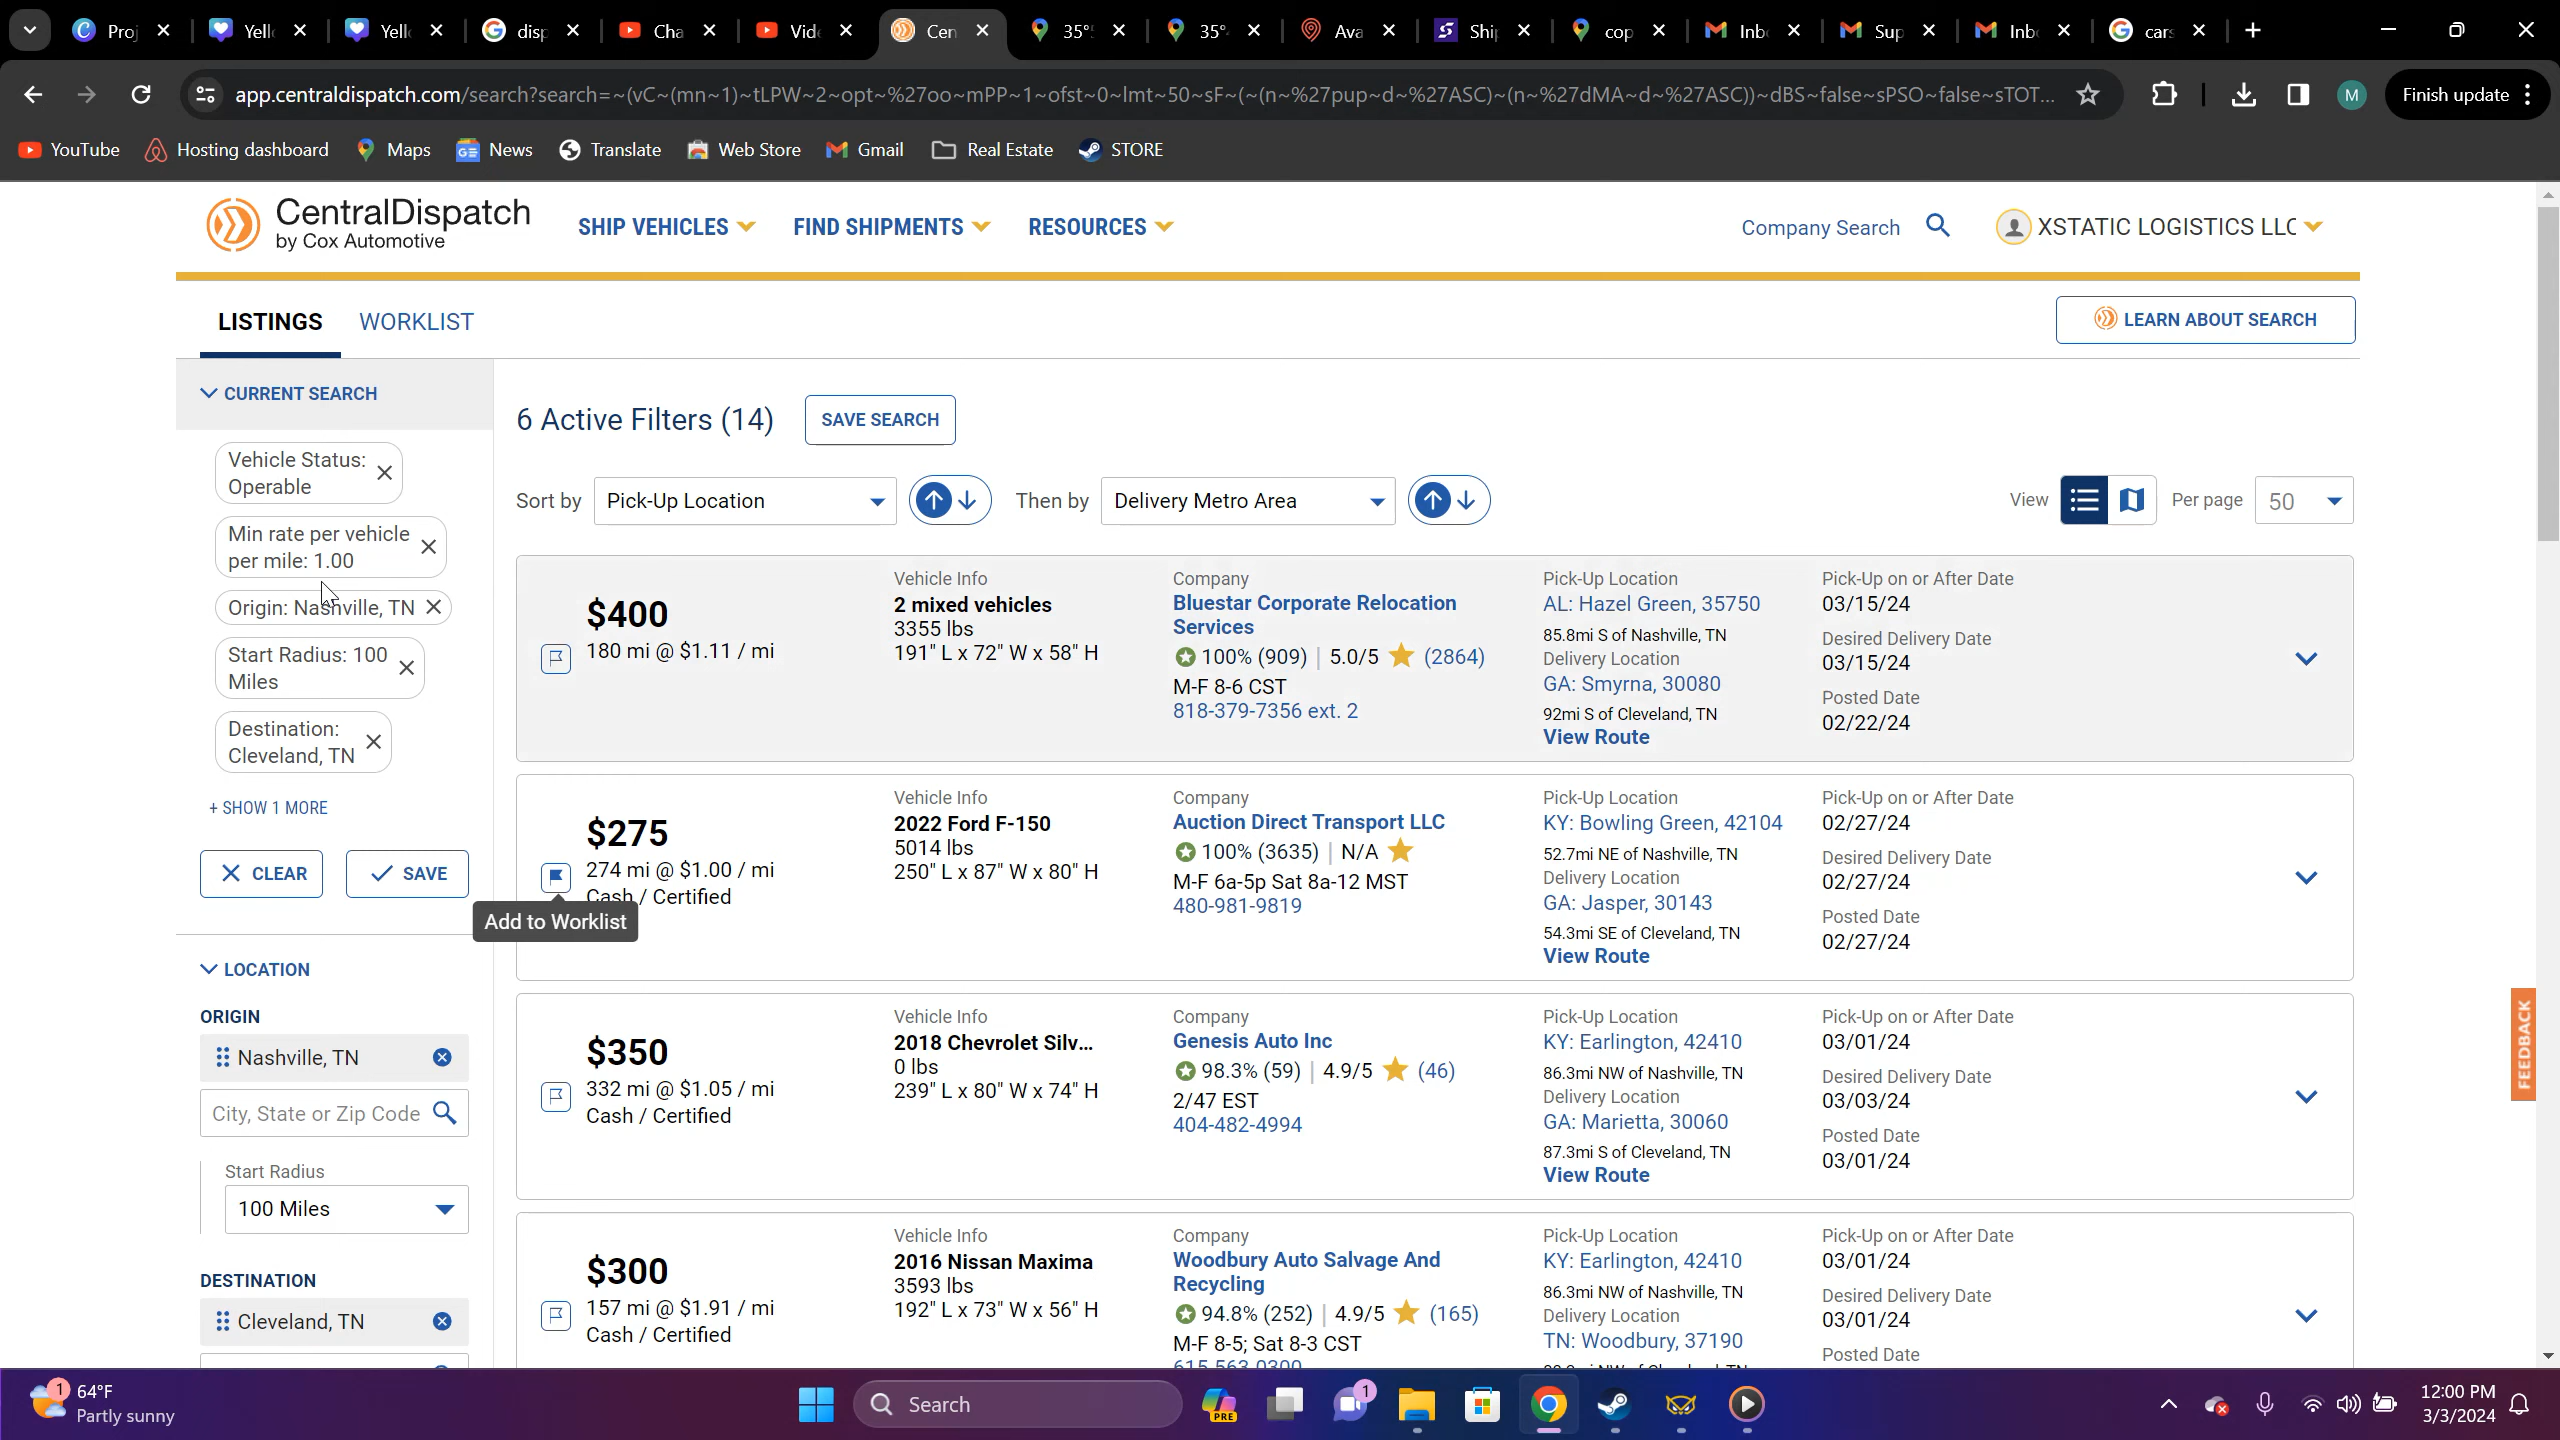 Pro
Yell
Yell
disp
Cha
Vid
Cen
35°
35°
Ava
Ship
cop
Inb
Sup
Inb
cars
app.centraldispatch.com/search?search=~(vC~(mn~1)~tLPW~2~opt~%27oo~mPP~1~ofst~0~lmt~50~sF~(~(n~%27pup~d~%27ASC)~(n~%27dMA~d~%27ASC))~dBS~false~sPSO~false~sTOT...
M
Finish update
YouTube
Hosting dashboard
Maps
News
Translate
Web Store
Gmail
Real Estate
STORE
CentralDispatch
by Cox Automotive
SHIP VEHICLES
FIND SHIPMENTS
RESOURCES
Company Search
XSTATIC LOGISTICS LLC
LISTINGS
WORKLIST
LEARN ABOUT SEARCH
CURRENT SEARCH
Vehicle Status:
Operable
Min rate per vehicle
per mile: 1.00
Origin: Nashville, TN
Start Radius: 100
Miles
Destination:
Cleveland, TN
+ SHOW 1 MORE
CLEAR
SAVE
LOCATION
ORIGIN
Nashville, TN
City, State or Zip Code
Start Radius
100 Miles
DESTINATION
Cleveland, TN
6 Active Filters (14)
SAVE SEARCH
Sort by
Pick-Up Location
Then by
Delivery Metro Area
View
Per page
50
$400
180 mi @ $1.11 / mi
Vehicle Info
2 mixed vehicles
3355 lbs
191" L x 72" W x 58" H
Company
Bluestar Corporate Relocation
Services
100% (909) | 5.0/5 (2864)
M-F 8-6 CST
818-379-7356 ext. 2
Pick-Up Location
AL: Hazel Green, 35750
85.8mi S of Nashville, TN
Delivery Location
GA: Smyrna, 30080
92mi S of Cleveland, TN
View Route
Pick-Up on or After Date
03/15/24
Desired Delivery Date
03/15/24
Posted Date
02/22/24
$275
274 mi @ $1.00 / mi
Cash / Certified
Add to Worklist
Vehicle Info
2022 Ford F-150
5014 lbs
250" L x 87" W x 80" H
Company
Auction Direct Transport LLC
100% (3635) | N/A
M-F 6a-5p Sat 8a-12 MST
480-981-9819
Pick-Up Location
KY: Bowling Green, 42104
52.7mi NE of Nashville, TN
Delivery Location
GA: Jasper, 30143
54.3mi SE of Cleveland, TN
View Route
Pick-Up on or After Date
02/27/24
Desired Delivery Date
02/27/24
Posted Date
02/27/24
$350
332 mi @ $1.05 / mi
Cash / Certified
Vehicle Info
2018 Chevrolet Silv...
0 lbs
239" L x 80" W x 74" H
Company
Genesis Auto Inc
98.3% (59) | 4.9/5 (46)
2/47 EST
404-482-4994
Pick-Up Location
KY: Earlington, 42410
86.3mi NW of Nashville, TN
Delivery Location
GA: Marietta, 30060
87.3mi S of Cleveland, TN
View Route
Pick-Up on or After Date
03/01/24
Desired Delivery Date
03/03/24
Posted Date
03/01/24
$300
157 mi @ $1.91 / mi
Cash / Certified
Vehicle Info
2016 Nissan Maxima
3593 lbs
192" L x 73" W x 56" H
Company
Woodbury Auto Salvage And
Recycling
94.8% (252) | 4.9/5 (165)
M-F 8-5; Sat 8-3 CST
615-563-0300
Pick-Up Location
KY: Earlington, 42410
86.3mi NW of Nashville, TN
Delivery Location
TN: Woodbury, 37190
Pick-Up on or After Date
03/01/24
Desired Delivery Date
03/01/24
Posted Date
FEEDBACK
1
64°F
Partly sunny
Search
PRE
1
12:00 PM
3/3/2024